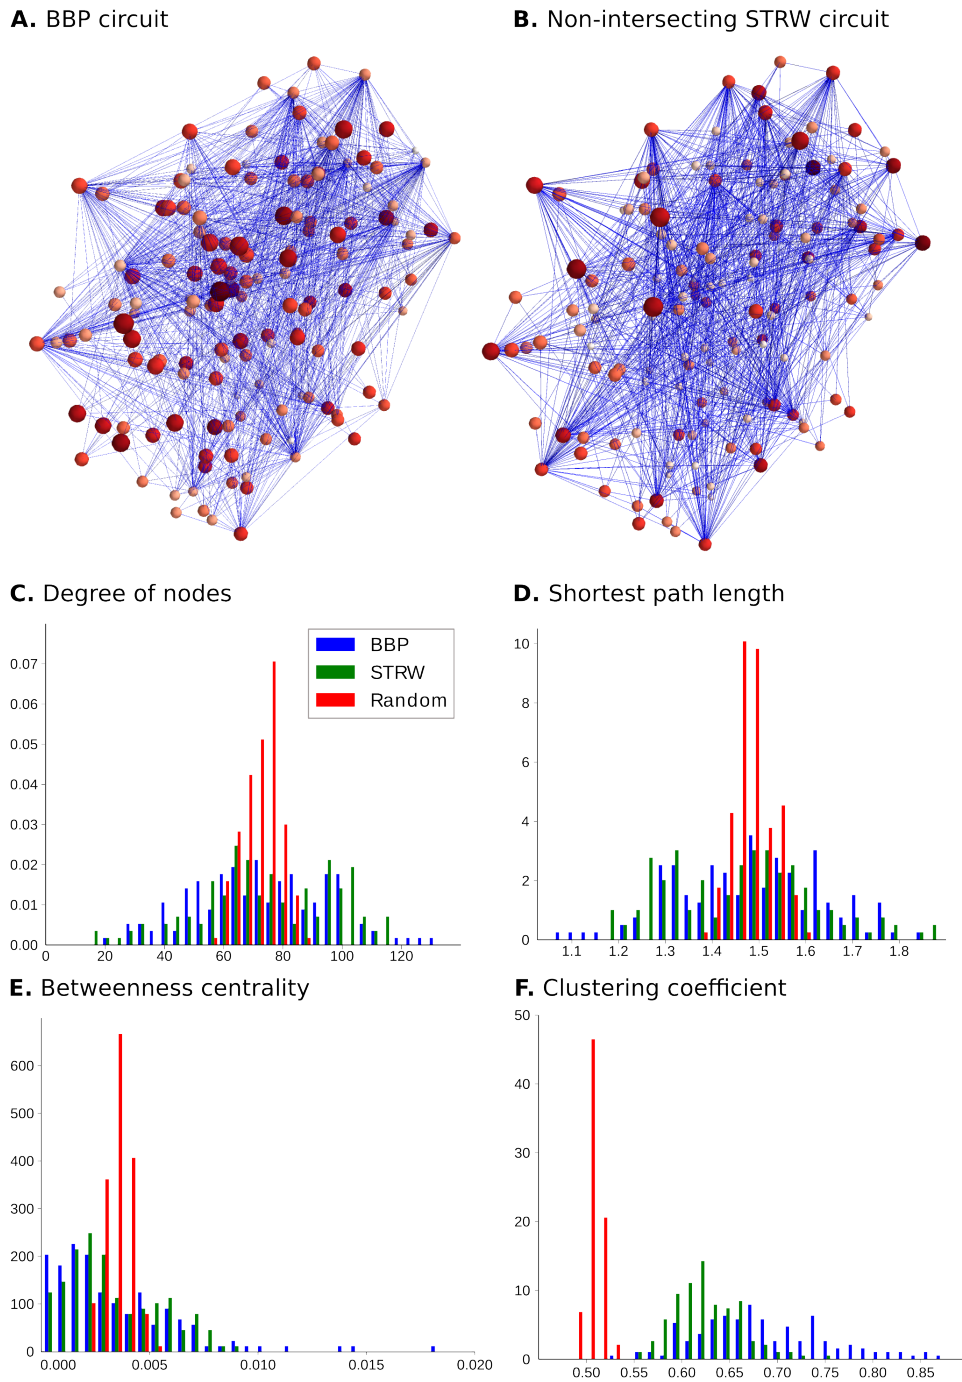 A. BBP circuit
B. Non-intersecting STRW circuit
C. Degree of nodes
D. Shortest path length
0.07
0.06
0.05
0.04
0.03
0.02
0.01
0.00
0 20 40 60 80 100 120
BBP
STRW
Random
10
8
6
4
2
0
1.1 1.2 1.3 1.4 1.5 1.6 1.7 1.8
E. Betweenness centrality
F. Clustering coefficient
600
500
400
300
200
100
0
0.000 0.005 0.010 0.015 0.020
50
40
30
20
10
0
0.50 0.55 0.60 0.65 0.70 0.75 0.80 0.85